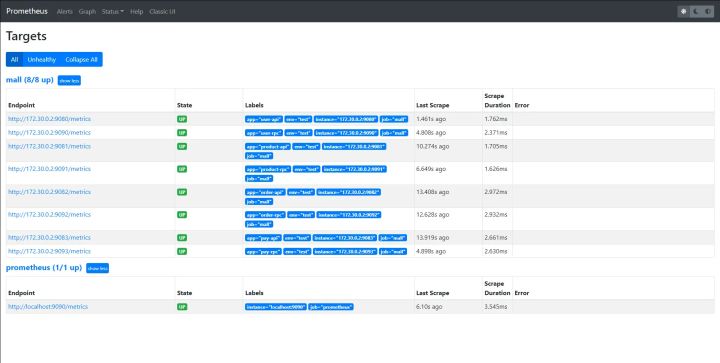 Prometheus Alerts Graph Status Help Classic UI
Targets
All Unhealthy Collapse All
mall (8/8 up) show less
Endpoint State Labels Last Scrape Scrape Duration Error
http://172.30.0.2:9080/metrics UP app="user-api" env="test" instance="172.30.0.2:9080" job="mall" 1.461s ago 1.762ms
http://172.30.0.2:9090/metrics UP app="user-rpc" env="test" instance="172.30.0.2:9090" job="mall" 4.808s ago 2.371ms
http://172.30.0.2:9081/metrics UP app="product-api" env="test" instance="172.30.0.2:9081" job="mall" 10.274s ago 1.705ms
http://172.30.0.2:9091/metrics UP app="product-rpc" env="test" instance="172.30.0.2:9091" job="mall" 6.649s ago 1.626ms
http://172.30.0.2:9082/metrics UP app="order-api" env="test" instance="172.30.0.2:9082" job="mall" 13.408s ago 2.972ms
http://172.30.0.2:9092/metrics UP app="order-rpc" env="test" instance="172.30.0.2:9092" job="mall" 12.628s ago 2.932ms
http://172.30.0.2:9083/metrics UP app="pay-api" env="test" instance="172.30.0.2:9083" job="mall" 13.919s ago 2.661ms
http://172.30.0.2:9093/metrics UP app="pay-rpc" env="test" instance="172.30.0.2:9093" job="mall" 4.898s ago 2.630ms
prometheus (1/1 up) show less
Endpoint State Labels Last Scrape Scrape Duration Error
http://localhost:9090/metrics UP instance="localhost:9090" job="prometheus" 6.10s ago 3.545ms